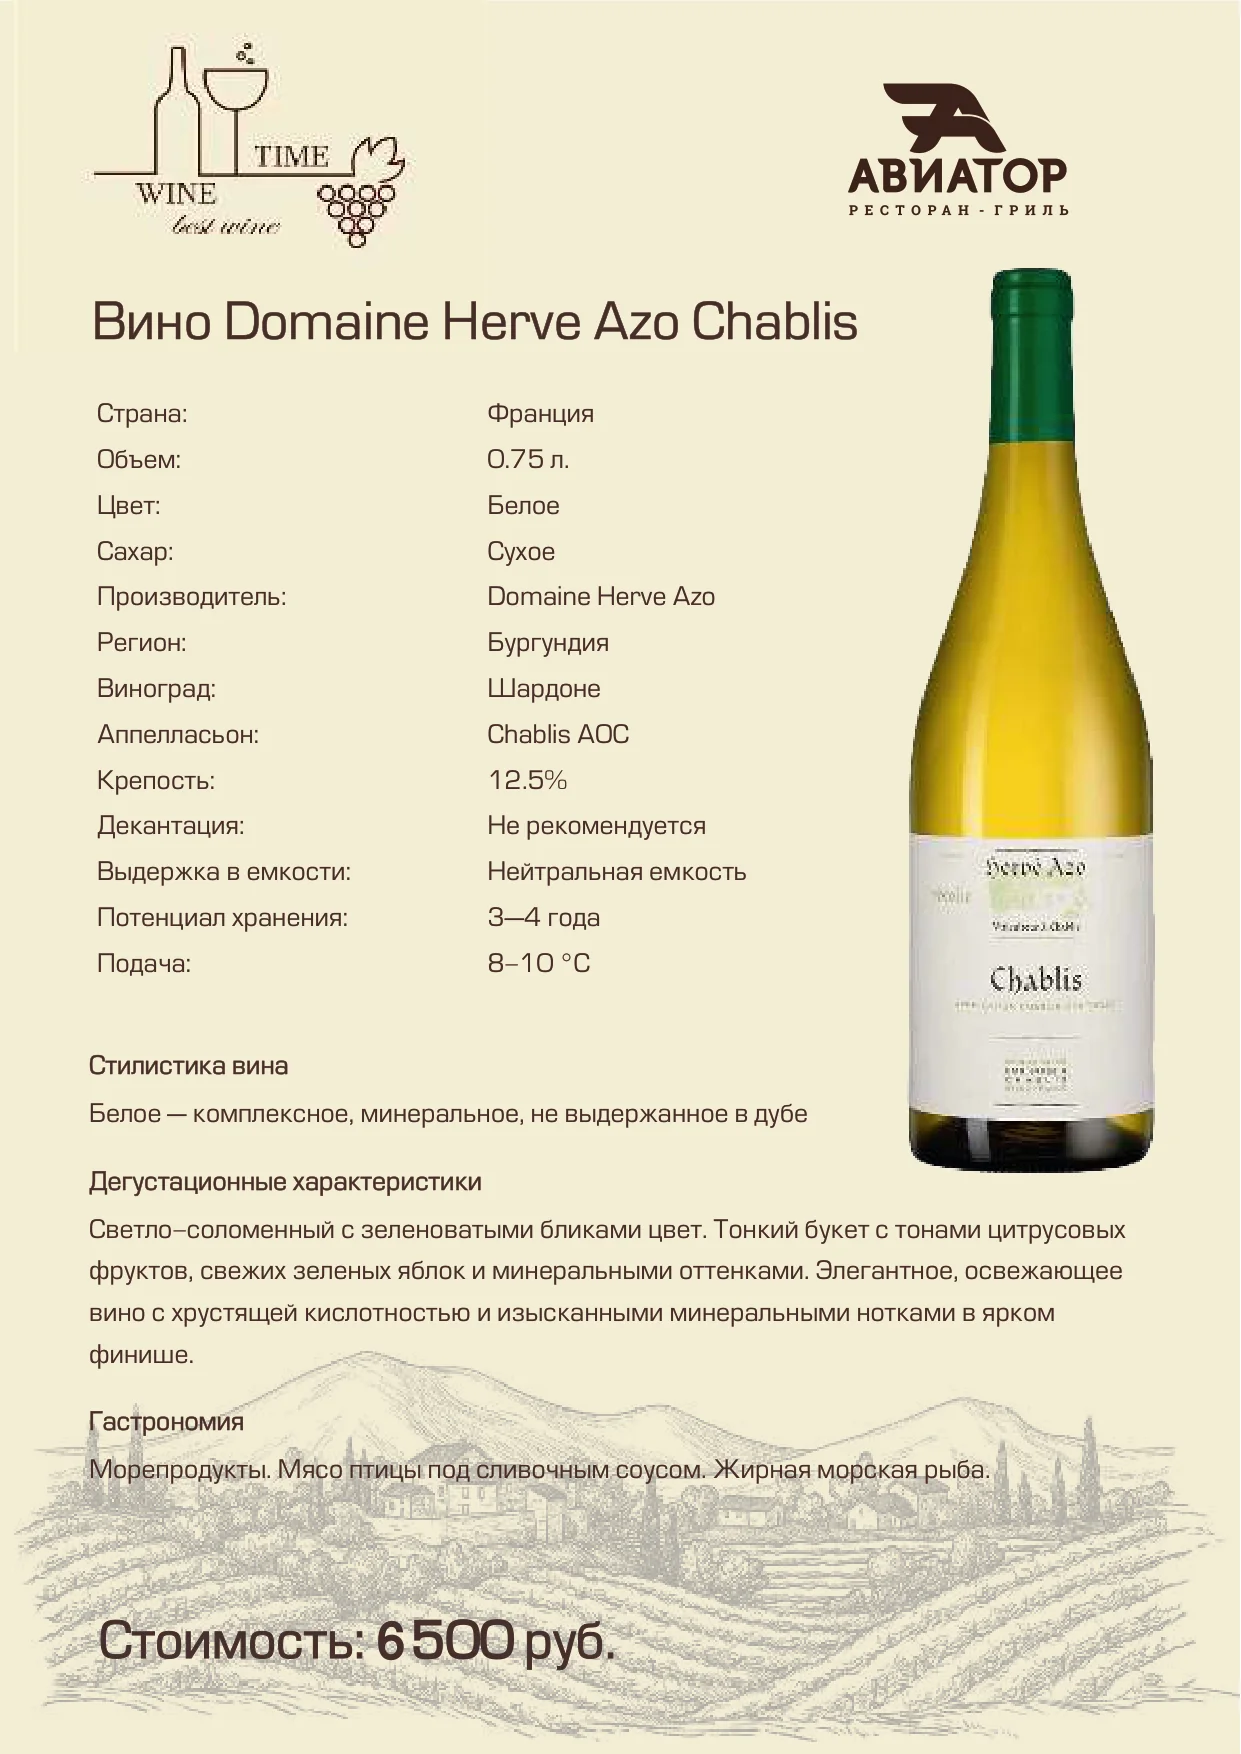 TIME
WINE
best wine
АВИАТОР
РЕСТОРАН - ГРИЛЬ
Вино Domaine Herve Azo Chablis
Страна: Франция
Объем: 0.75 л.
Цвет: Белое
Сахар: Сухое
Производитель: Domaine Herve Azo
Регион: Бургундия
Виноград: Шардоне
Аппелласьон: Chablis AOC
Крепость: 12.5%
Декантация: Не рекомендуется
Выдержка в емкости: Нейтральная емкость
Потенциал хранения: 3—4 года
Подача: 8–10 °C
Hervé Azo
Chablis
Стилистика вина
Белое — комплексное, минеральное, не выдержанное в дубе
Дегустационные характеристики
Светло–соломенный с зеленоватыми бликами цвет. Тонкий букет с тонами цитрусовых
фруктов, свежих зеленых яблок и минеральными оттенками. Элегантное, освежающее
вино с хрустящей кислотностью и изысканными минеральными нотками в ярком
финише.
Гастрономия
Морепродукты. Мясо птицы под сливочным соусом. Жирная морская рыба.
Стоимость: 6 500 руб.